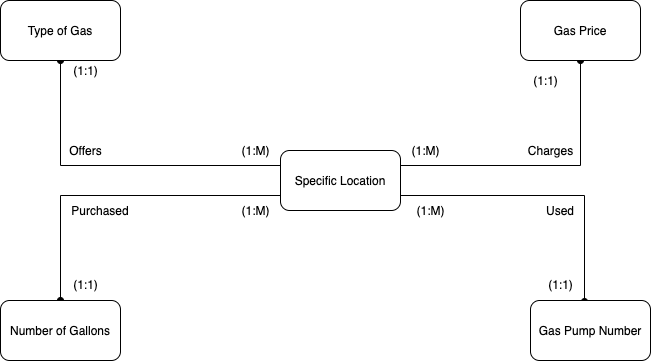 Type of Gas
Gas Price
(1:1)
(1:1)
Offers
(1:M)
(1:M)
Charges
Specific Location
Purchased
(1:M)
(1:M)
Used
(1:1)
(1:1)
Number of Gallons
Gas Pump Number